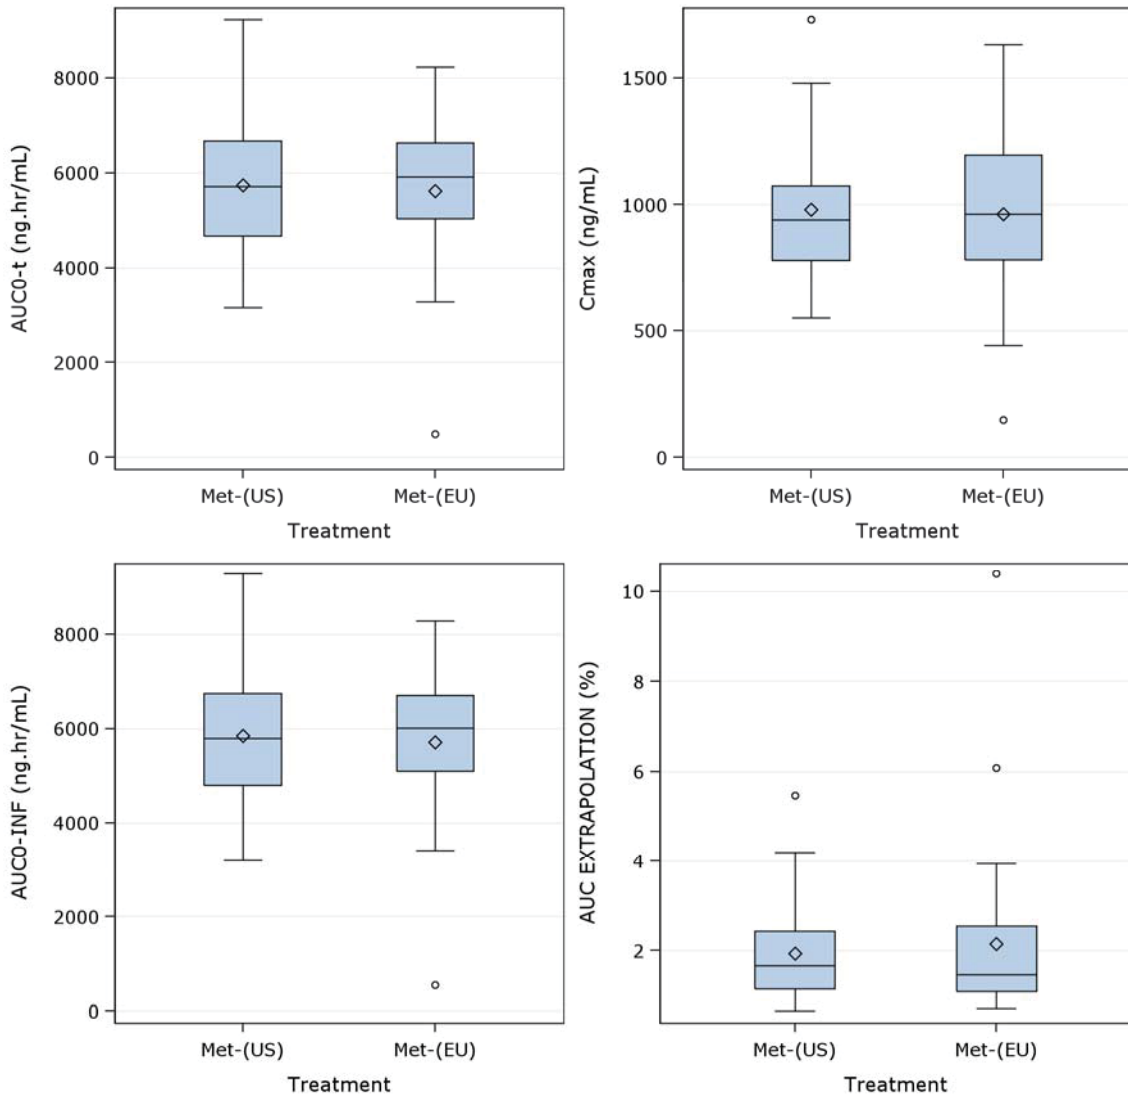 AUC0-t (ng.hr/mL)
8000
6000
4000
2000
0
Met-(US) Met-(EU)
Treatment
Cmax (ng/mL)
1500
1000
500
0
Met-(US) Met-(EU)
Treatment
AUC0-INF (ng.hr/mL)
8000
6000
4000
2000
0
Met-(US) Met-(EU)
Treatment
AUC EXTRAPOLATION (%)
10
8
6
4
2
Met-(US) Met-(EU)
Treatment